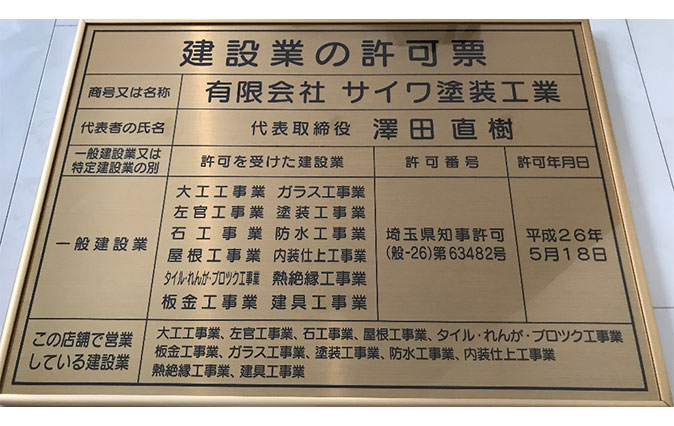 建設業の許可票
商号又は名称 有限会社 サイワ塗装工業
代表者の氏名 代表取締役 澤田直樹
一般建設業又は
特定建設業の別
許可を受けた建設業 許可番号 許可年月日
一般建設業
大工工事業 ガラス工事業
左官工事業 塗装工事業
石工事業 防水工事業
屋根工事業 内装仕上工事業
タイル・れんが・ブロツク工事業 熱絶縁工事業
板金工事業 建具工事業
埼玉県知事許可
(般-26)第63482号
平成26年
5月18日
この店舗で営業
している建設業
大工工事業、左官工事業、石工事業、屋根工事業、タイル・れんが・ブロツク工事業
板金工事業、ガラス工事業、塗装工事業、防水工事業、内装仕上工事業
熱絶縁工事業、建具工事業